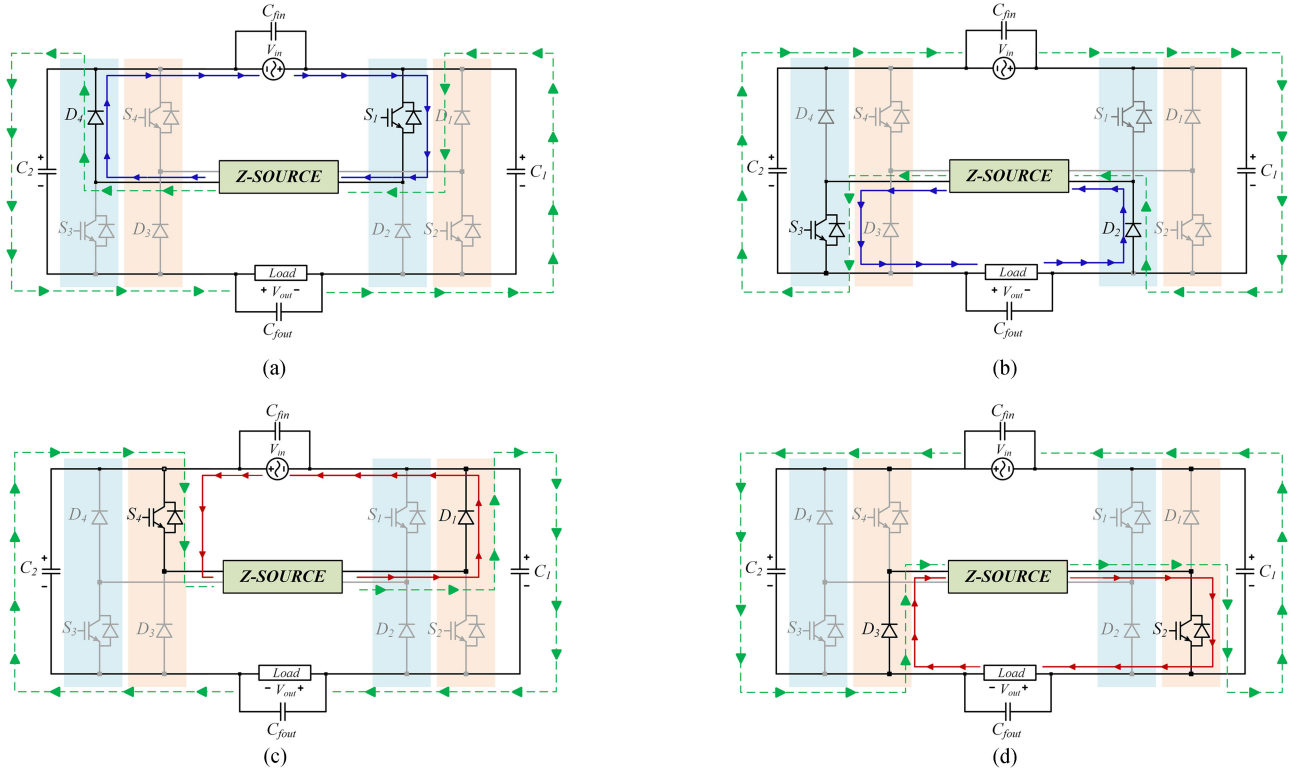 C_fin
V_in
D_4
S_4
S_1
D_1
C_2
+
−
Z-SOURCE
+
−
C_1
S_3
D_3
D_2
S_2
Load
+ V_out −
C_fout
(a)
C_fin
V_in
D_4
S_4
S_1
D_1
C_2
+
−
Z-SOURCE
+
−
C_1
S_3
D_3
D_2
S_2
Load
+ V_out −
C_fout
(b)
C_fin
V_in
D_4
S_4
S_1
D_1
C_2
+
−
Z-SOURCE
+
−
C_1
S_3
D_3
D_2
S_2
Load
− V_out +
C_fout
(c)
C_fin
V_in
D_4
S_4
S_1
D_1
C_2
+
−
Z-SOURCE
+
−
C_1
S_3
D_3
D_2
S_2
Load
− V_out +
C_fout
(d)